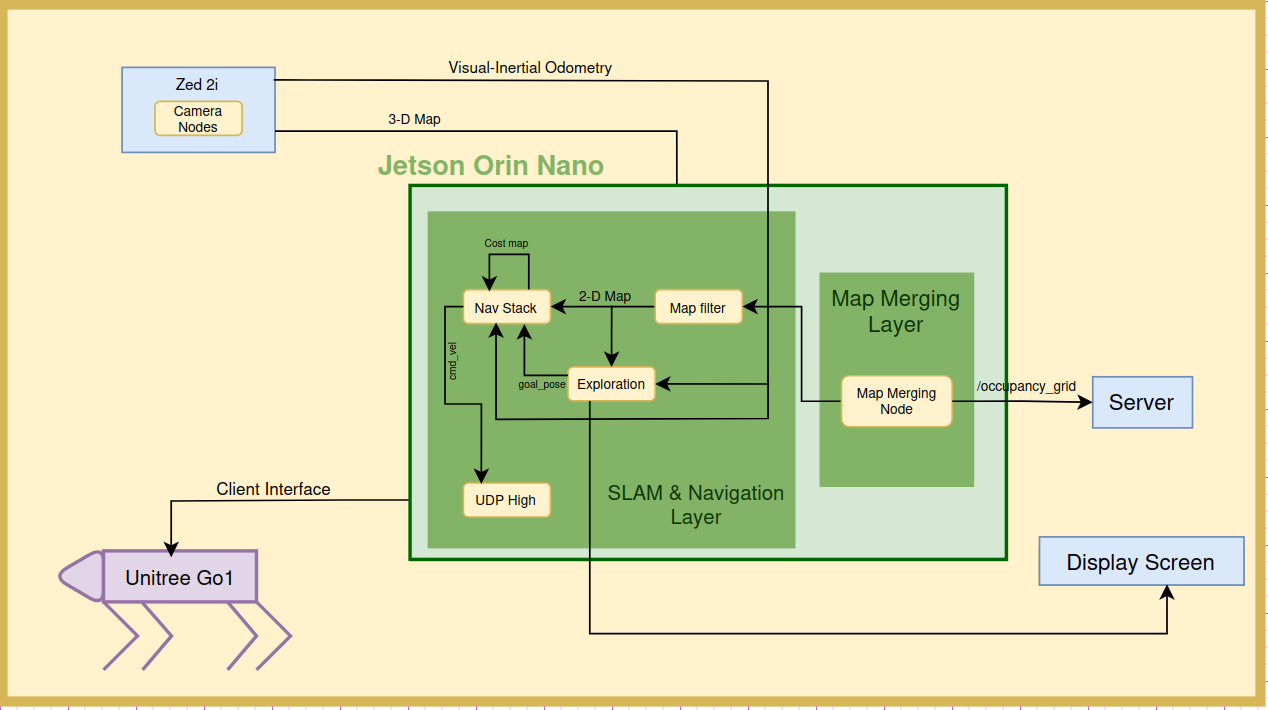 Visual-Inertial Odometry
Zed 2i
Camera
Nodes
3-D Map
Jetson Orin Nano
Cost map
Nav Stack
2-D Map
Map filter
Map Merging
Layer
cmd_vel
goal_pose
Exploration
Map Merging
Node
/occupancy_grid
Server
UDP High
SLAM & Navigation
Layer
Client Interface
Unitree Go1
Display Screen